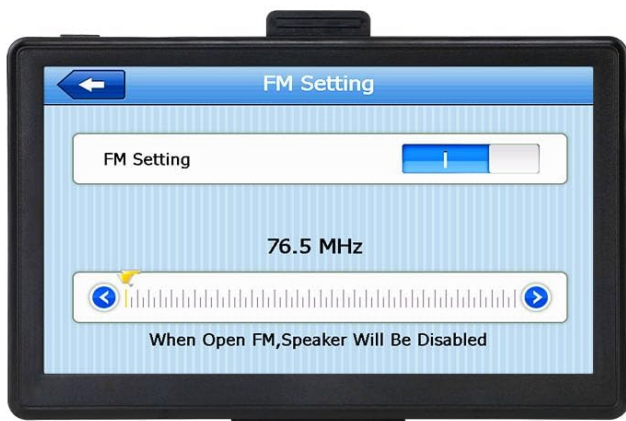 FM Setting
FM Setting
76.5 MHz
When Open FM,Speaker Will Be Disabled